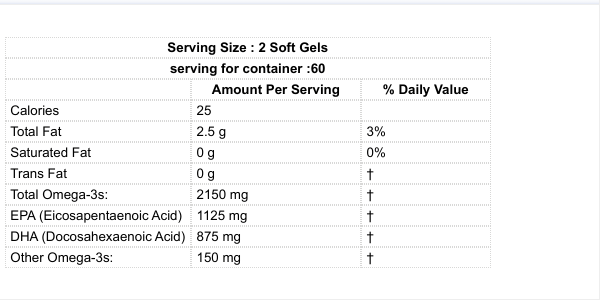 Serving Size : 2 Soft Gels
serving for container :60
Amount Per Serving % Daily Value
Calories 25
Total Fat 2.5 g 3%
Saturated Fat 0 g 0%
Trans Fat 0 g †
Total Omega-3s: 2150 mg †
EPA (Eicosapentaenoic Acid) 1125 mg †
DHA (Docosahexaenoic Acid) 875 mg †
Other Omega-3s: 150 mg †